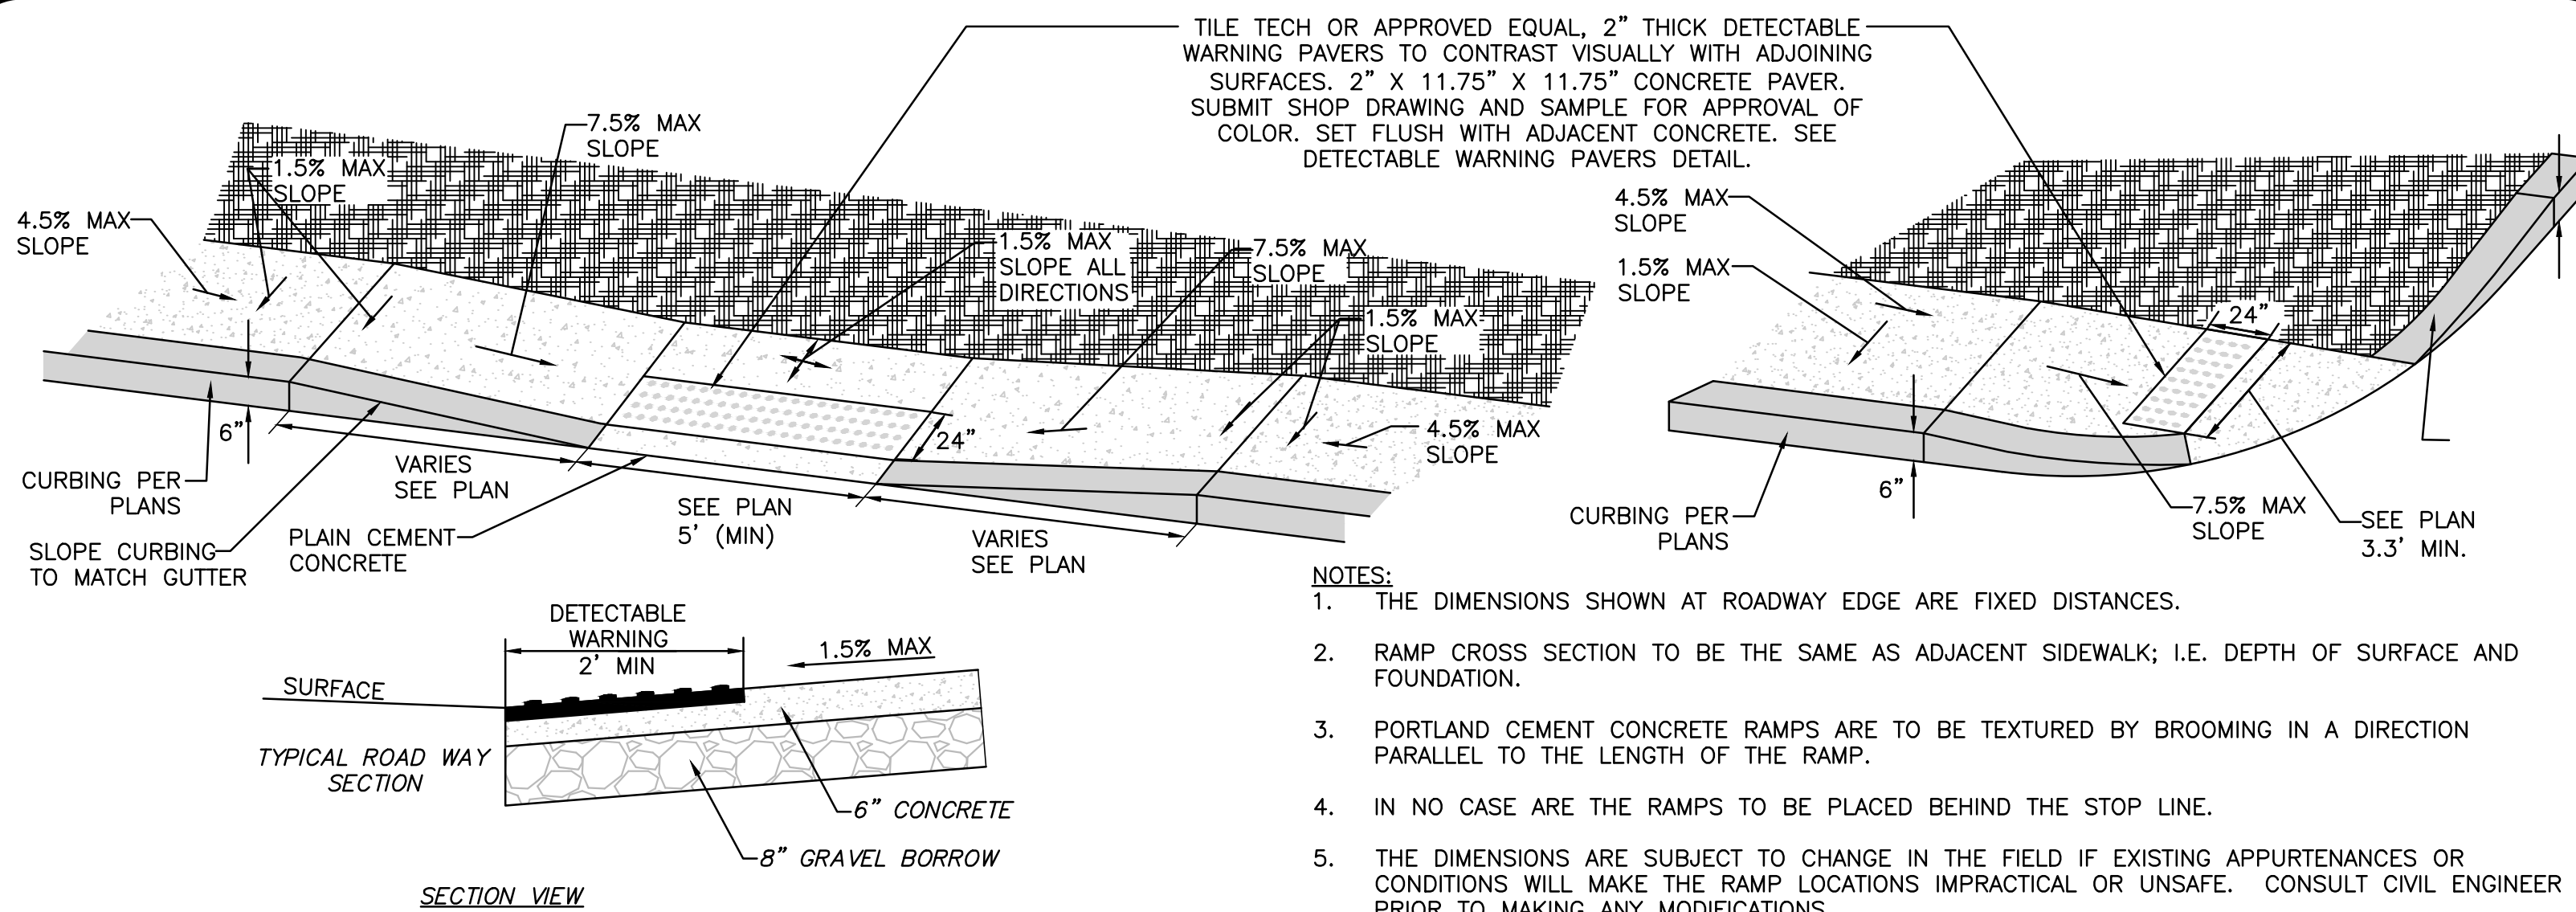 TILE TECH OR APPROVED EQUAL, 2” THICK DETECTABLE
WARNING PAVERS TO CONTRAST VISUALLY WITH ADJOINING
SURFACES. 2” X 11.75” X 11.75” CONCRETE PAVER.
SUBMIT SHOP DRAWING AND SAMPLE FOR APPROVAL OF
COLOR. SET FLUSH WITH ADJACENT CONCRETE. SEE
DETECTABLE WARNING PAVERS DETAIL.
7.5% MAX
SLOPE
1.5% MAX
SLOPE
4.5% MAX
SLOPE
1.5% MAX
SLOPE ALL
DIRECTIONS
7.5% MAX
SLOPE
1.5% MAX
SLOPE
4.5% MAX
SLOPE
24”
6”
CURBING PER
PLANS
SLOPE CURBING
TO MATCH GUTTER
VARIES
SEE PLAN
PLAIN CEMENT
CONCRETE
SEE PLAN
5’ (MIN)
VARIES
SEE PLAN
4.5% MAX
SLOPE
1.5% MAX
SLOPE
24”
6”
CURBING PER
PLANS
7.5% MAX
SLOPE
SEE PLAN
3.3’ MIN.
DETECTABLE
WARNING
2’ MIN
1.5% MAX
SURFACE
TYPICAL ROAD WAY
SECTION
6” CONCRETE
8” GRAVEL BORROW
SECTION VIEW
NOTES:
1. THE DIMENSIONS SHOWN AT ROADWAY EDGE ARE FIXED DISTANCES.
2. RAMP CROSS SECTION TO BE THE SAME AS ADJACENT SIDEWALK; I.E. DEPTH OF SURFACE AND
FOUNDATION.
3. PORTLAND CEMENT CONCRETE RAMPS ARE TO BE TEXTURED BY BROOMING IN A DIRECTION
PARALLEL TO THE LENGTH OF THE RAMP.
4. IN NO CASE ARE THE RAMPS TO BE PLACED BEHIND THE STOP LINE.
5. THE DIMENSIONS ARE SUBJECT TO CHANGE IN THE FIELD IF EXISTING APPURTENANCES OR
CONDITIONS WILL MAKE THE RAMP LOCATIONS IMPRACTICAL OR UNSAFE. CONSULT CIVIL ENGINEER
PRIOR TO MAKING ANY MODIFICATIONS